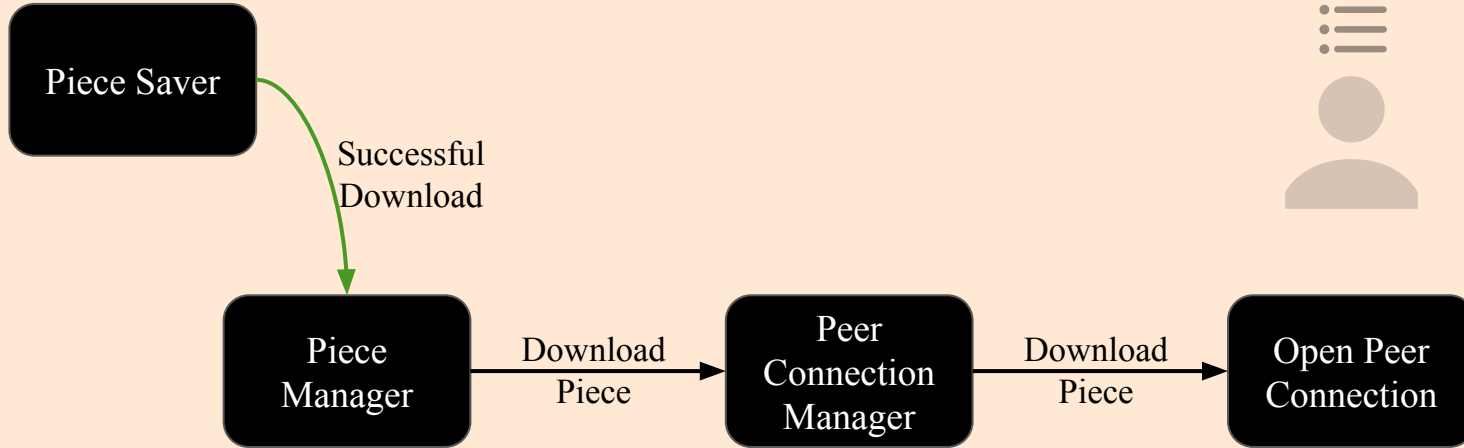 Piece Saver
Successful
Download
Piece
Manager
Download
Piece
Peer
Connection
Manager
Download
Piece
Open Peer
Connection